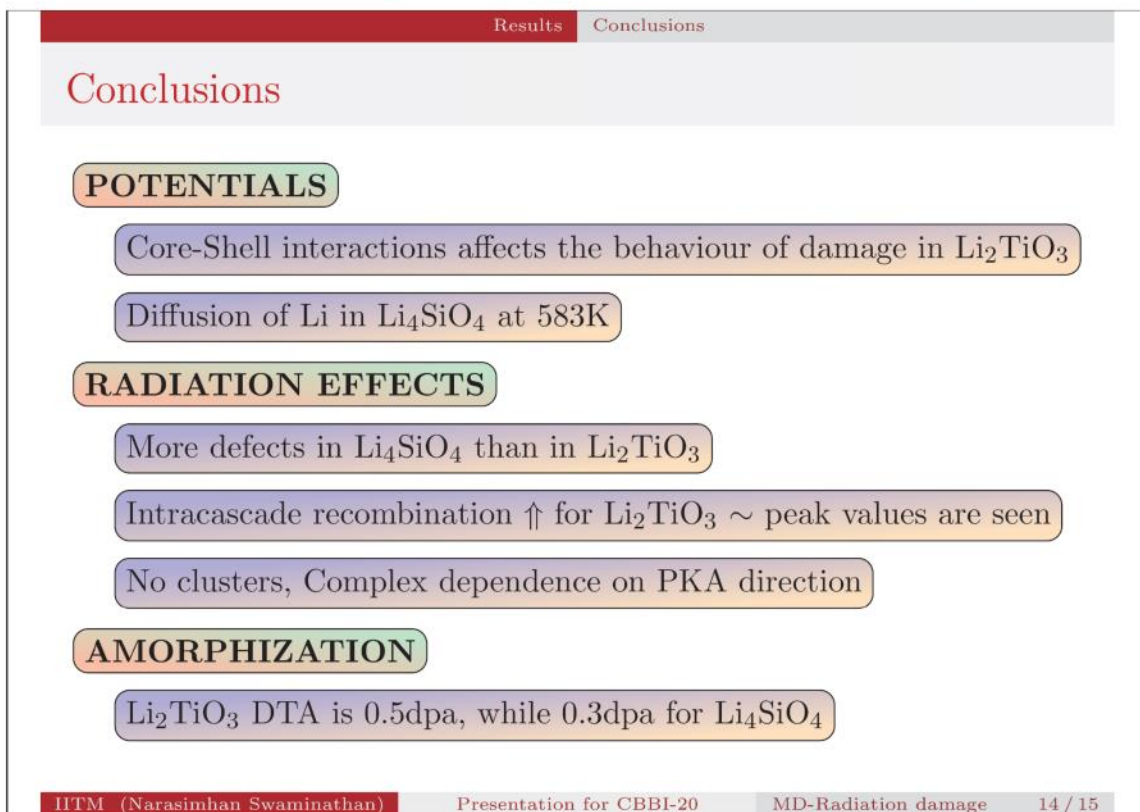 Results Conclusions
Conclusions
POTENTIALS
Core-Shell interactions affects the behaviour of damage in Li₂TiO₃
Diffusion of Li in Li₄SiO₄ at 583K
RADIATION EFFECTS
More defects in Li₄SiO₄ than in Li₂TiO₃
Intracascade recombination ⇑ for Li₂TiO₃ ∼ peak values are seen
No clusters, Complex dependence on PKA direction
AMORPHIZATION
Li₂TiO₃ DTA is 0.5dpa, while 0.3dpa for Li₄SiO₄
IITM (Narasimhan Swaminathan) Presentation for CBBI-20 MD-Radiation damage 14 / 15